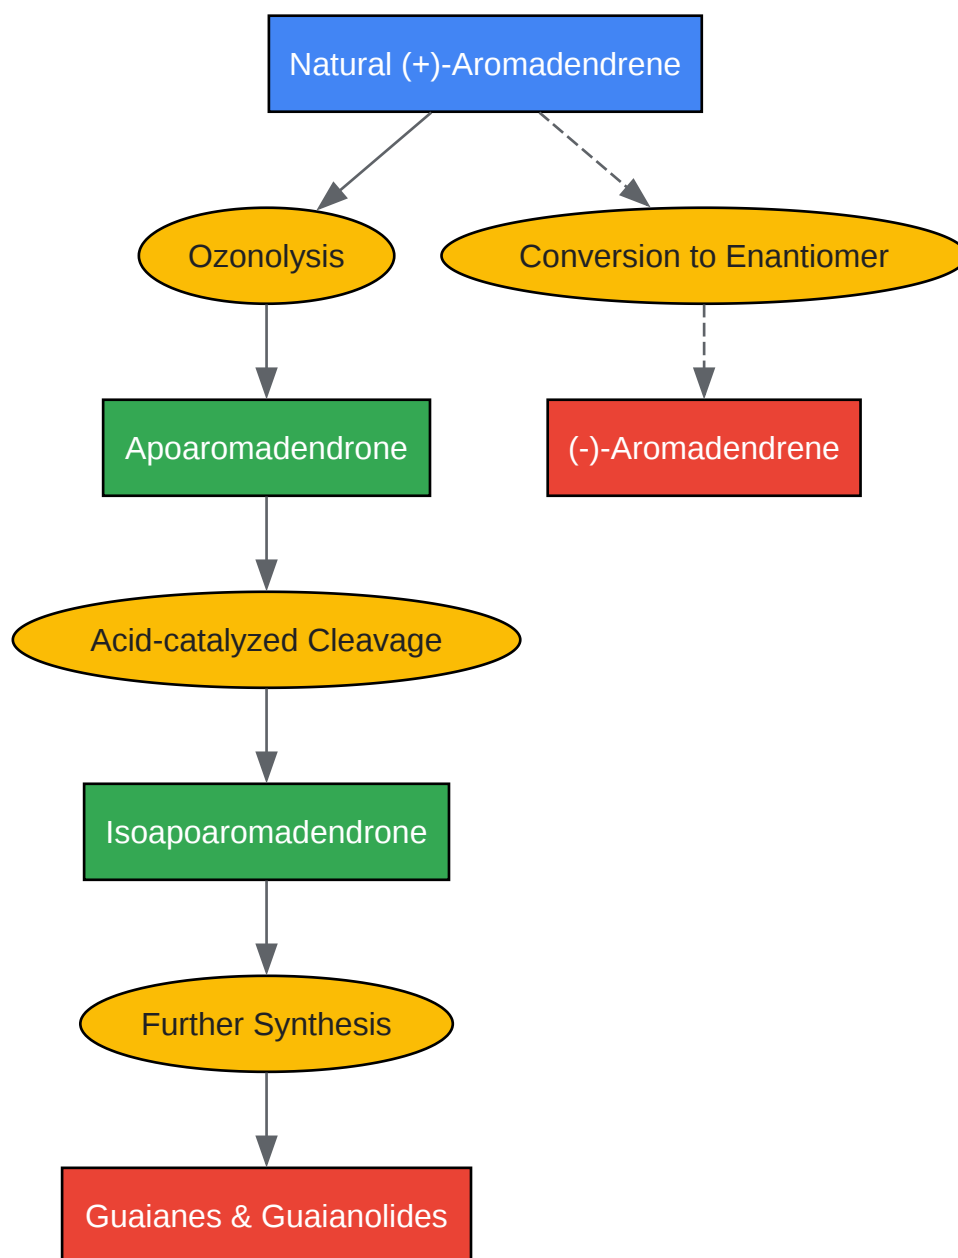 Natural (+)-Aromadendrene
Ozonolysis
Conversion to Enantiomer
Apoaromadendrone
(-)-Aromadendrene
Acid-catalyzed Cleavage
Isoapoaromadendrone
Further Synthesis
Guaianes & Guaianolides